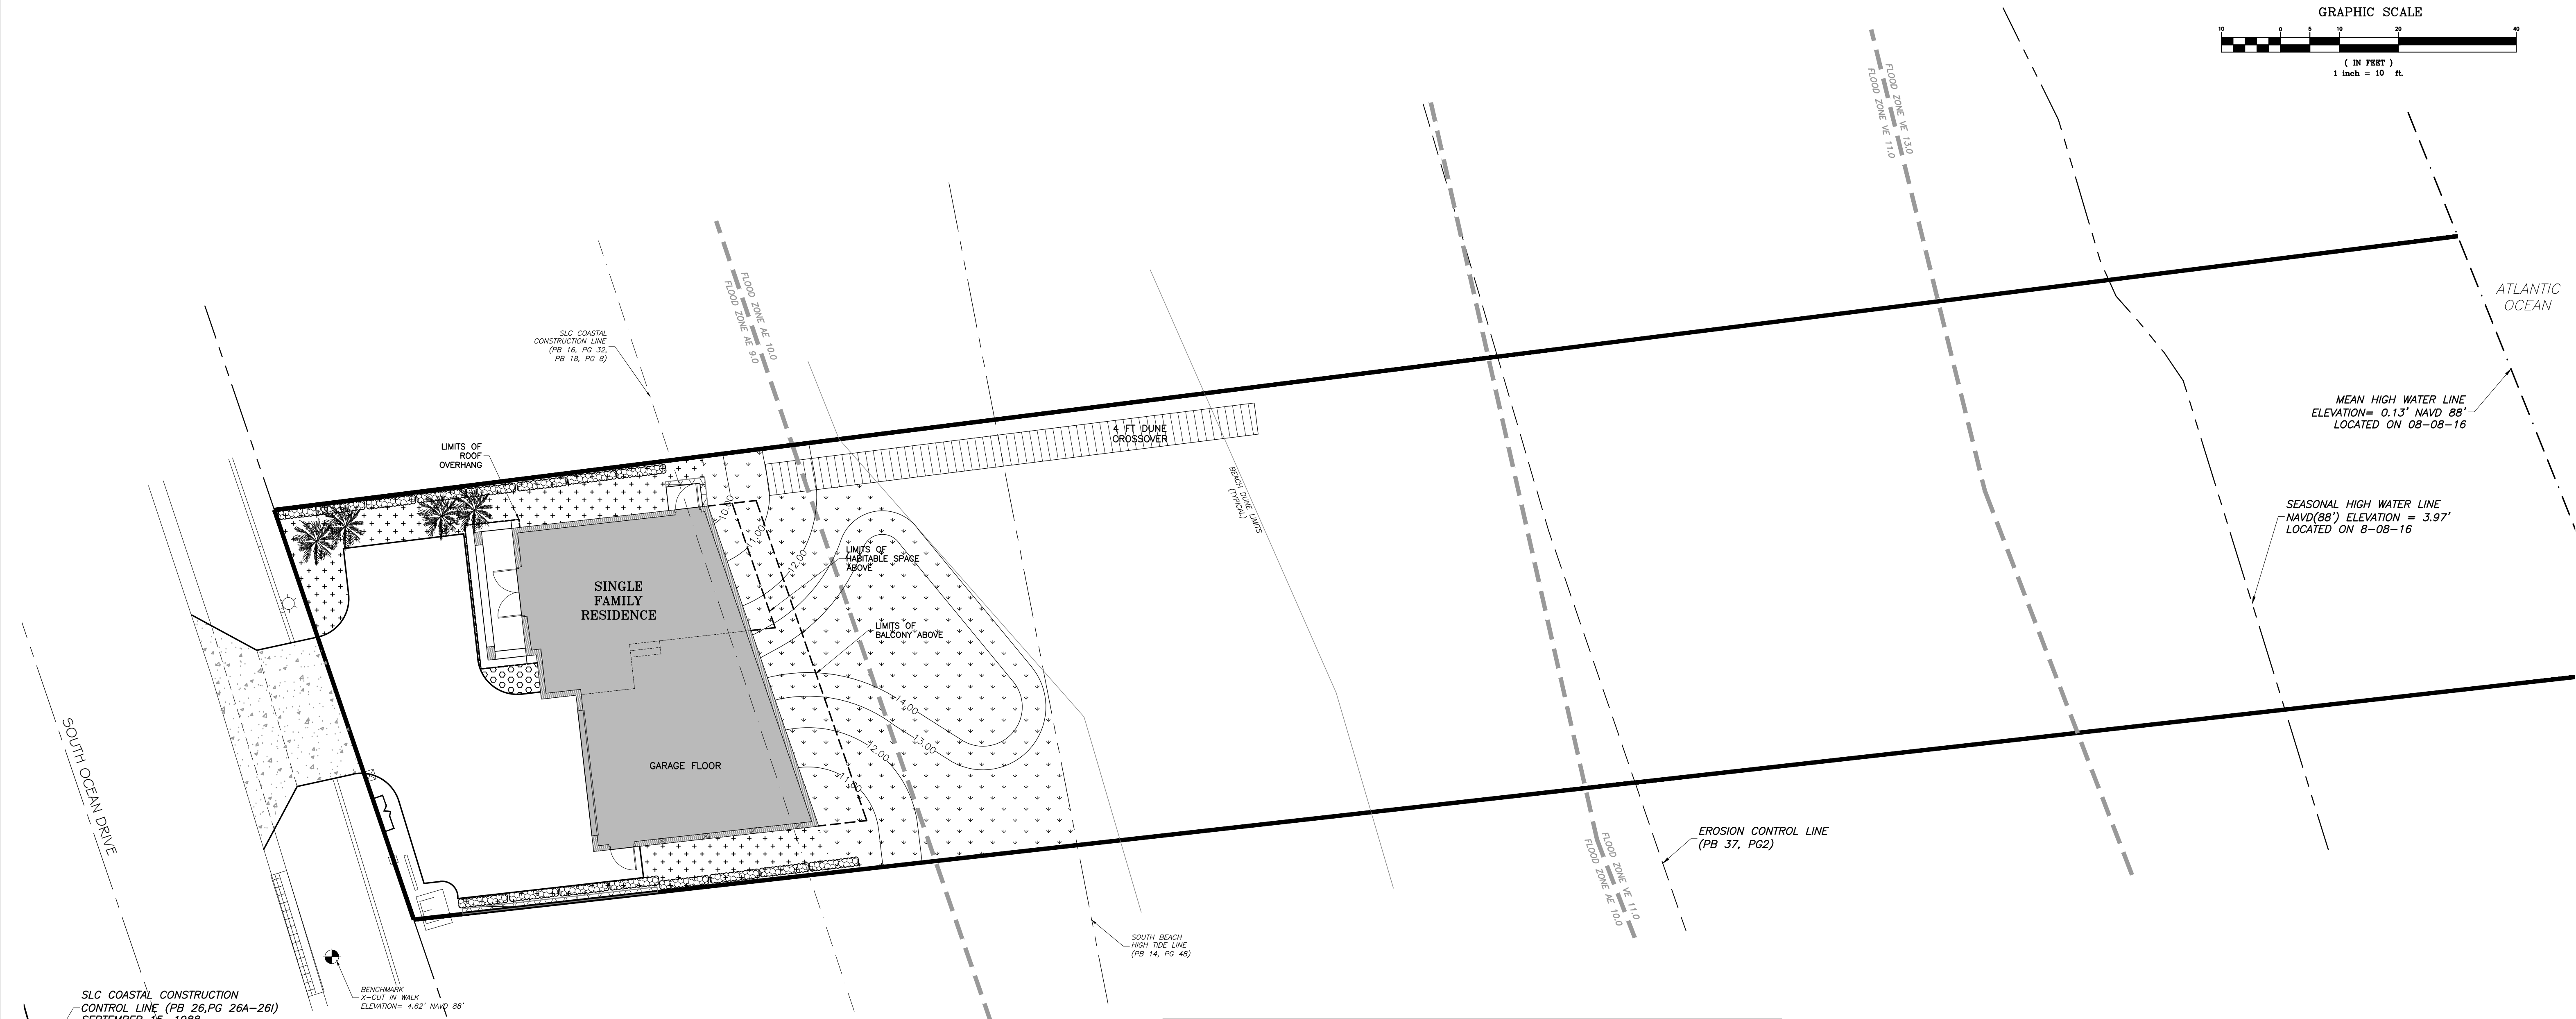 GRAPHIC SCALE
10 0 5 10 20 40
( IN FEET )
1 inch = 10 ft.
FLOOD ZONE VE 13.0
FLOOD ZONE VE 11.0
FLOOD ZONE AE 10.0
FLOOD ZONE AE 9.0
ATLANTIC
OCEAN
SLC COASTAL
CONSTRUCTION LINE
(PB 16, PG 32,
PB 18, PG 8)
MEAN HIGH WATER LINE
ELEVATION= 0.13' NAVD 88'
LOCATED ON 08-08-16
4 FT DUNE
CROSSOVER
LIMITS OF
ROOF
OVERHANG
BEACH DUNE LIMITS
(TYPICAL)
SEASONAL HIGH WATER LINE
NAVD(88') ELEVATION = 3.97'
LOCATED ON 8-08-16
10.00
11.00
12.00
LIMITS OF
HABITABLE SPACE
ABOVE
SINGLE
FAMILY
RESIDENCE
LIMITS OF
BALCONY ABOVE
14.00
13.00
12.00
11.00
GARAGE FLOOR
SOUTH OCEAN DRIVE
EROSION CONTROL LINE
(PB 37, PG2)
FLOOD ZONE VE 11.0
FLOOD ZONE AE 10.0
SOUTH BEACH
HIGH TIDE LINE
(PB 14, PG 48)
BENCHMARK
X-CUT IN WALK
ELEVATION= 4.62' NAVD 88'
SLC COASTAL CONSTRUCTION
CONTROL LINE (PB 26,PG 26A-26I)
SEPTEMBER 15, 1988